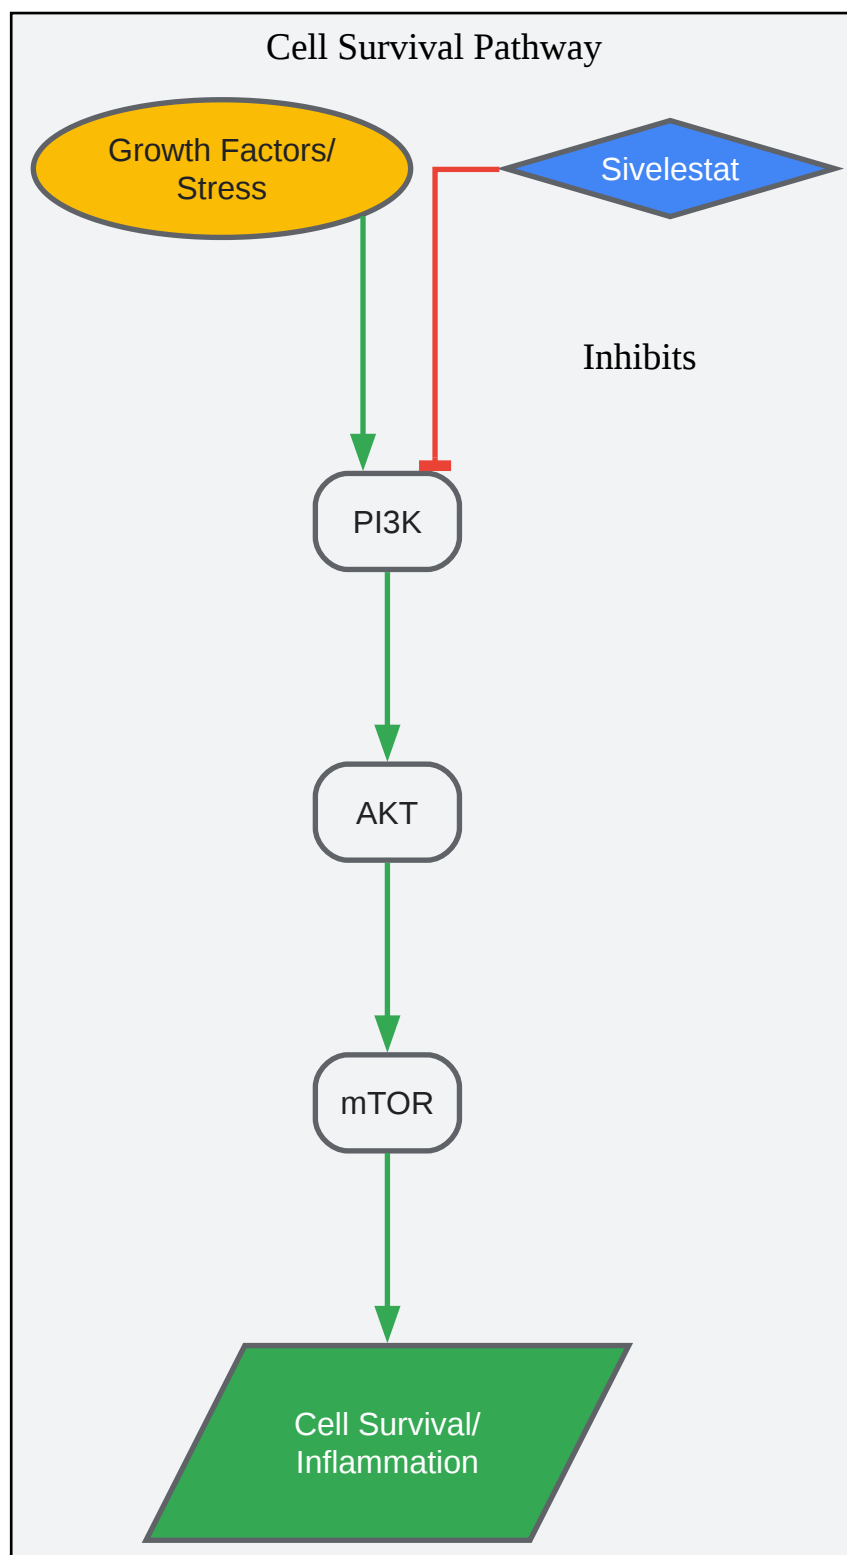 Cell Survival Pathway
Growth Factors/
Stress
Sivelestat
Inhibits
PI3K
AKT
mTOR
Cell Survival/
Inflammation